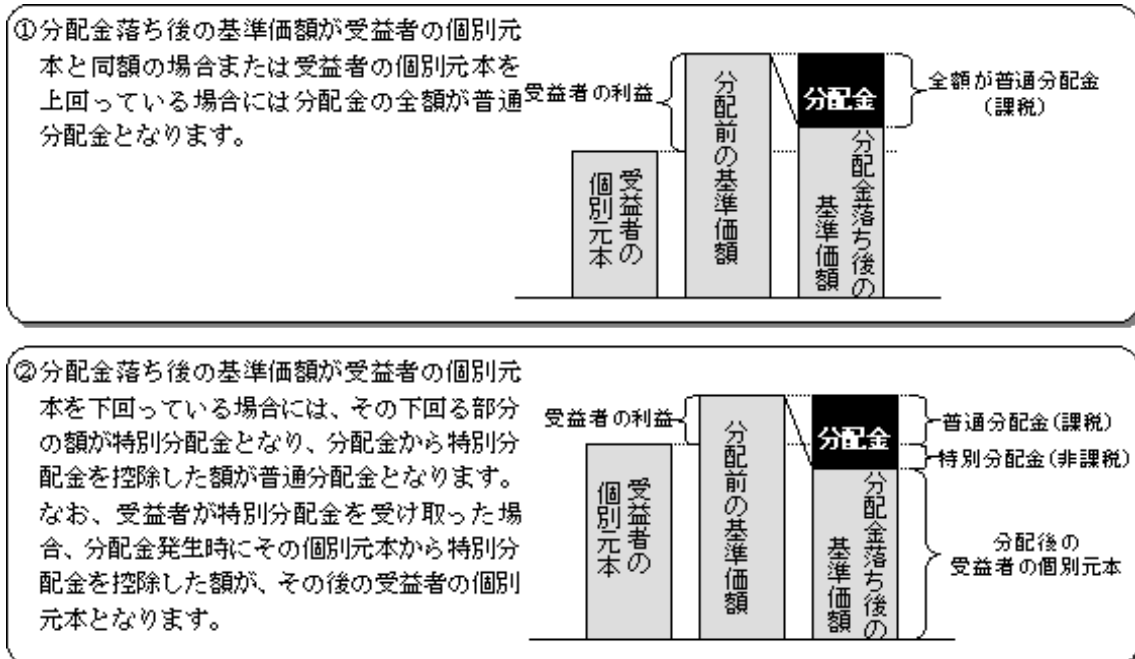 ①分配金落ち後の基準価額が受益者の個別元
本と同額の場合または受益者の個別元本を
上回っている場合には分配金の全額が普通
分配金となります。
受益者の利益
受益者の
個別元本
分配前の基準価額
分配金
分配金落ち後の
基準価額
全額が普通分配金
(課税)
②分配金落ち後の基準価額が受益者の個別元
本を下回っている場合には、その下回る部分
の額が特別分配金となり、分配金から特別分
配金を控除した額が普通分配金となります。
なお、受益者が特別分配金を受け取った場
合、分配金発生時にその個別元本から特別分
配金を控除した額が、その後の受益者の個別
元本となります。
受益者の利益
受益者の
個別元本
分配前の基準価額
分配金
分配金落ち後の
基準価額
普通分配金(課税)
特別分配金(非課税)
分配後の
受益者の個別元本